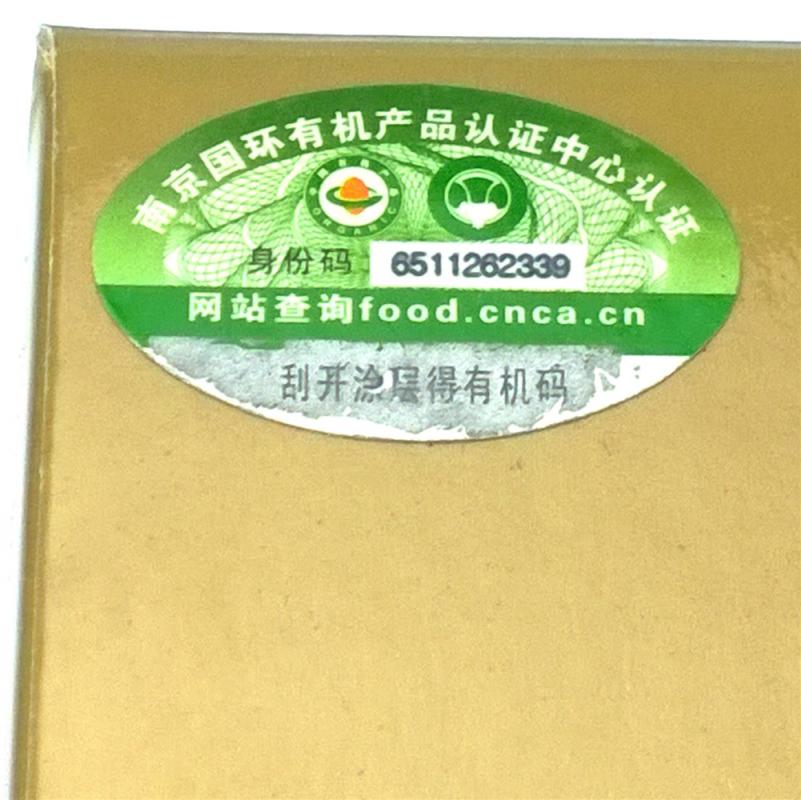 南京国环有机产品认证中心认证
ORGANIC
身份码 6511262339
网站查询food.cnca.cn
刮开涂层得有机码